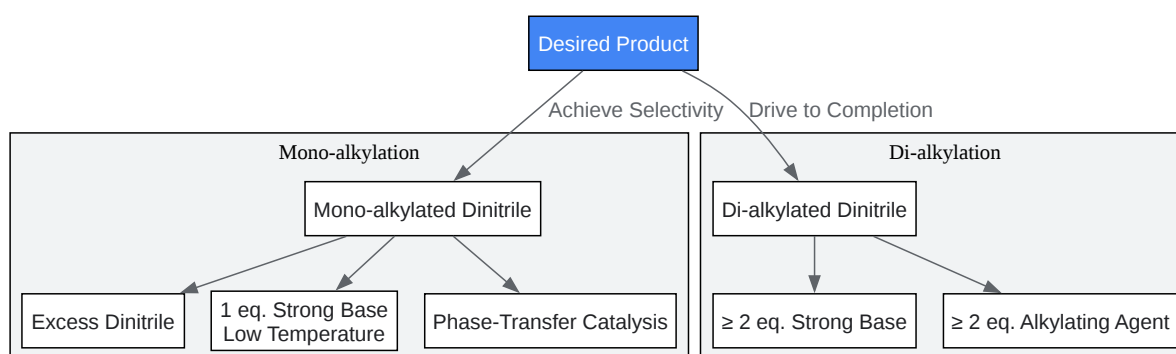 Desired Product
Achieve Selectivity
Drive to Completion
Mono-alkylation
Di-alkylation
Mono-alkylated Dinitrile
Di-alkylated Dinitrile
Excess Dinitrile
1 eq. Strong Base
Low Temperature
Phase-Transfer Catalysis
≥ 2 eq. Strong Base
≥ 2 eq. Alkylating Agent